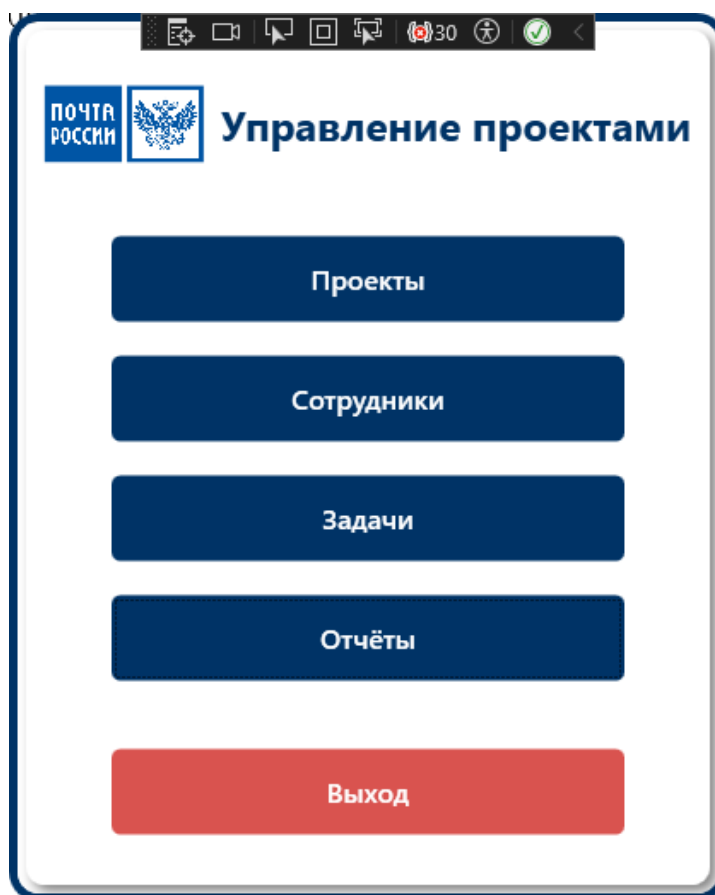 30
ПОЧТА
РОССИИ
Управление проектами
Проекты
Сотрудники
Задачи
Отчёты
Выход